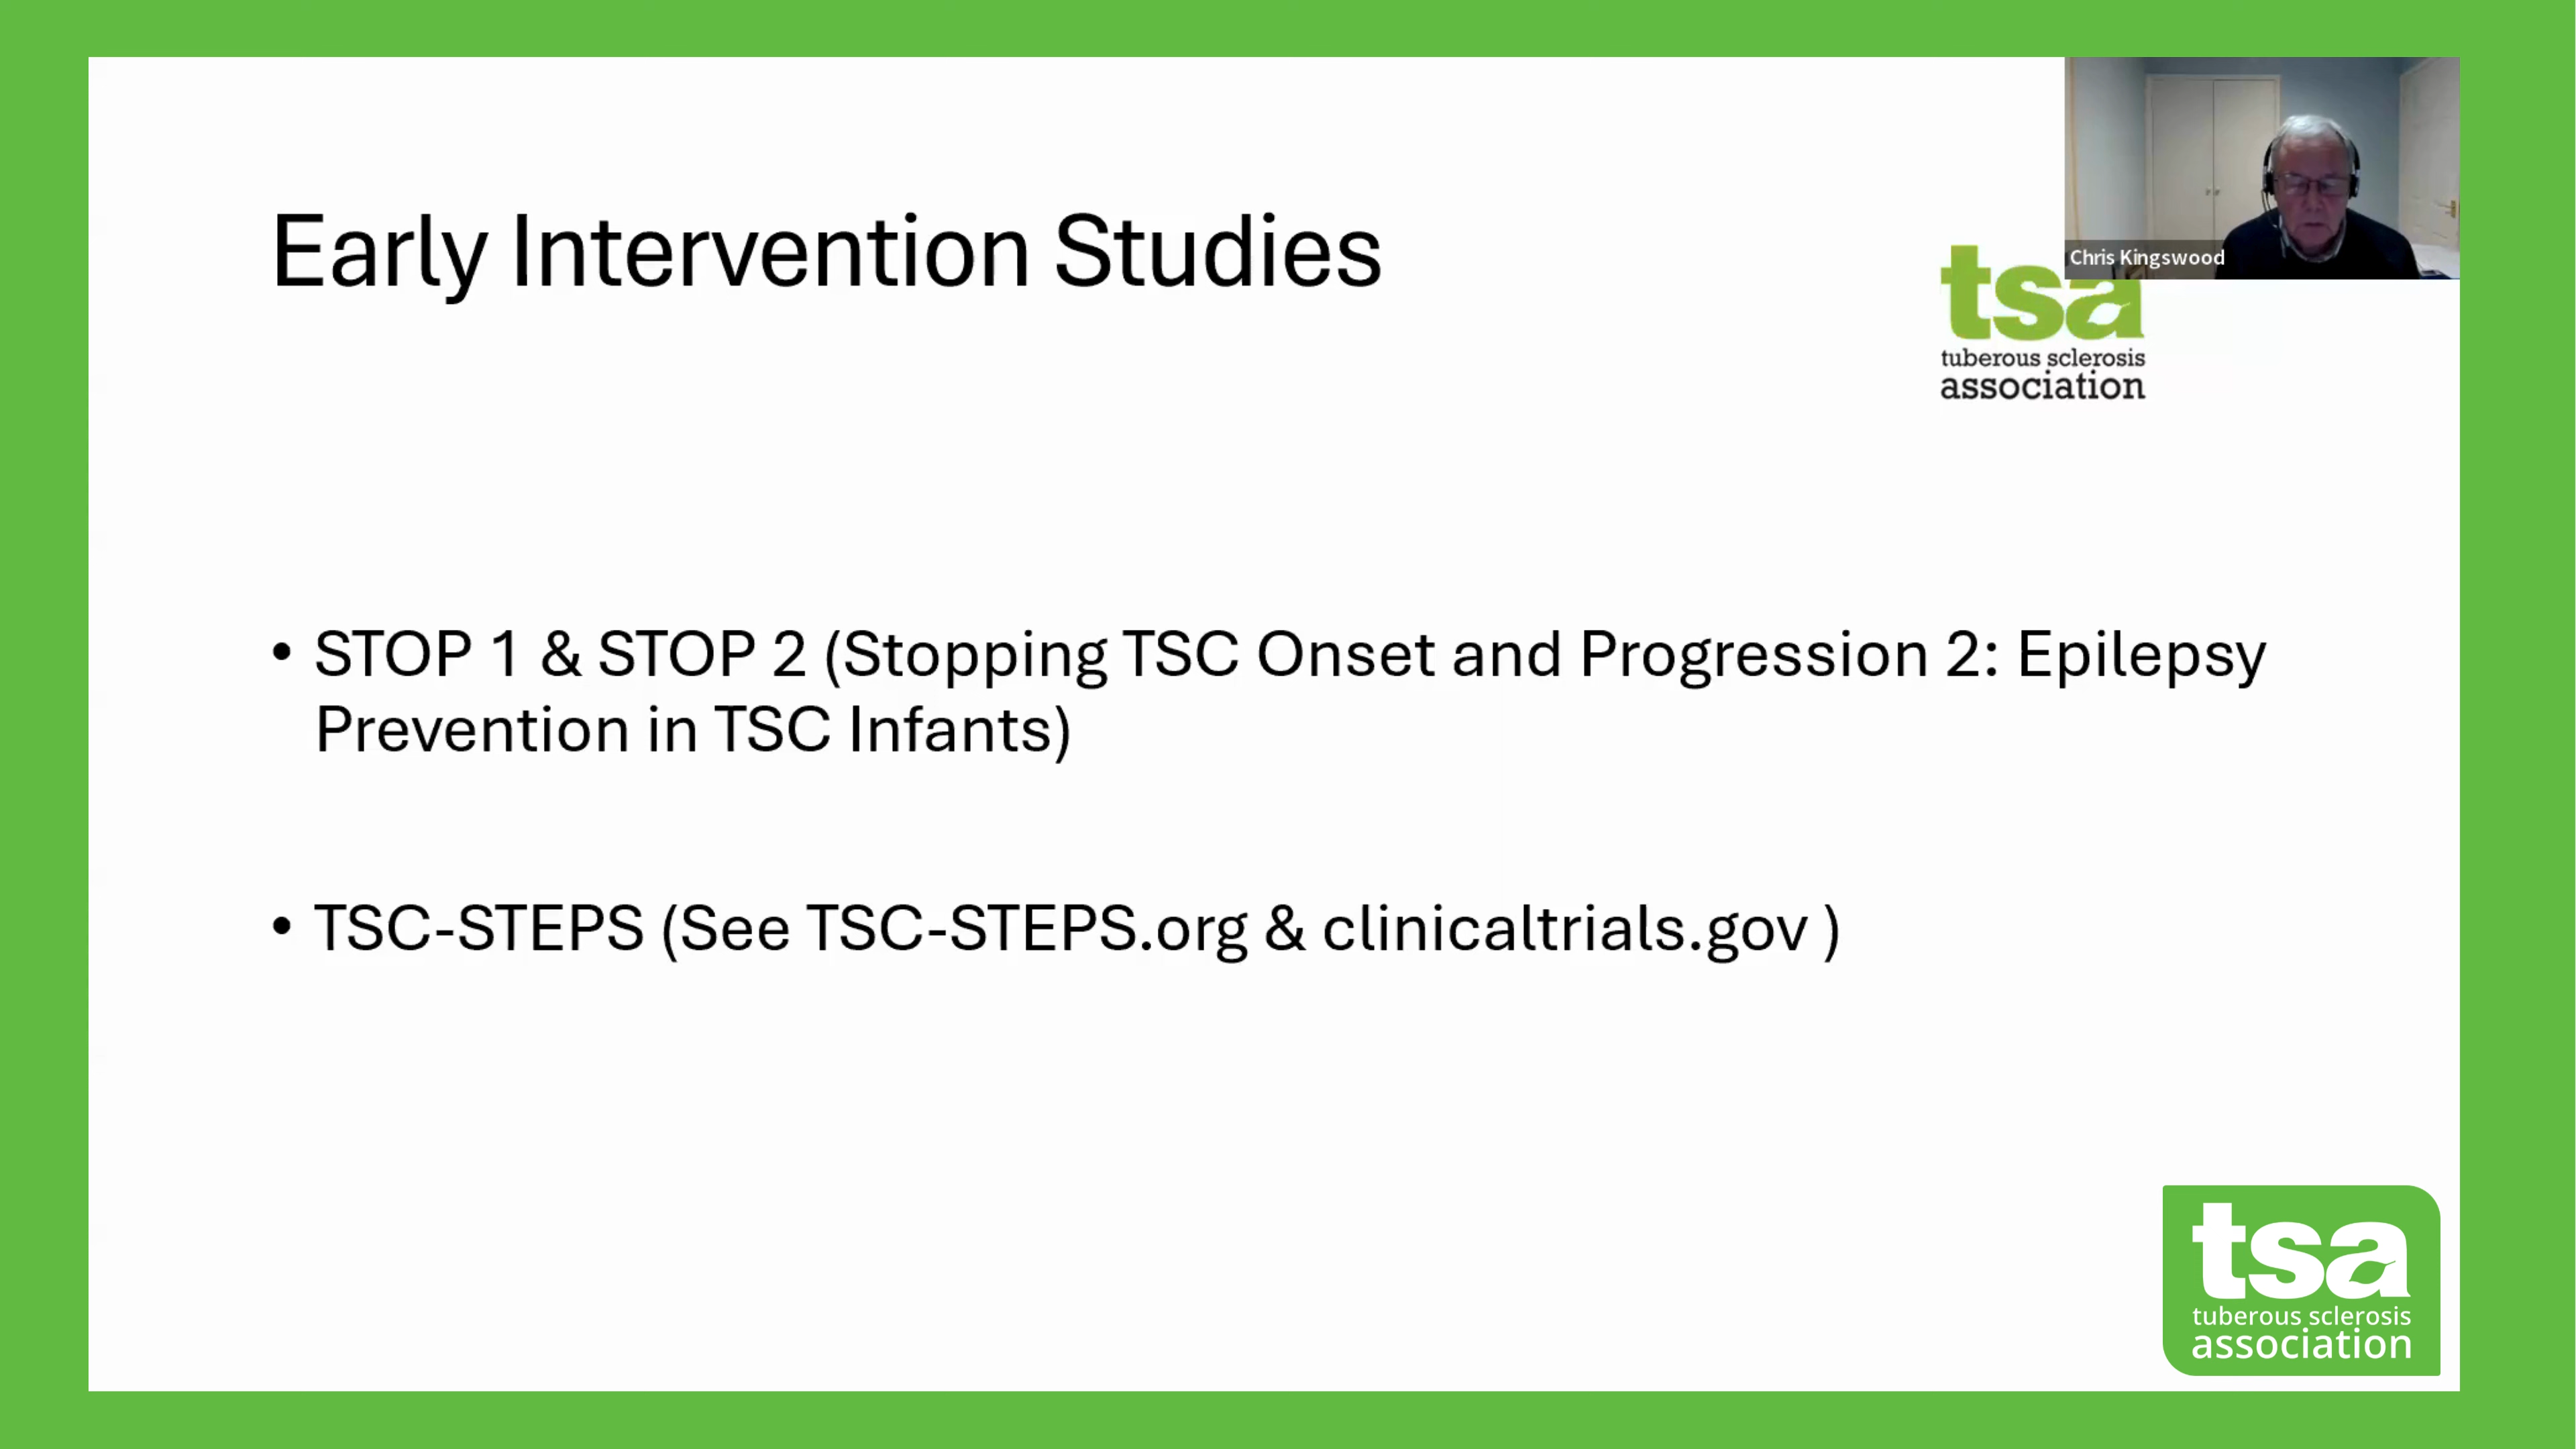 Early Intervention Studies
Chris Kingswood
tsa
tuberous sclerosis
association
• STOP 1 & STOP 2 (Stopping TSC Onset and Progression 2: Epilepsy
Prevention in TSC Infants)
• TSC-STEPS (See TSC-STEPS.org & clinicaltrials.gov )
tsa
tuberous sclerosis
association